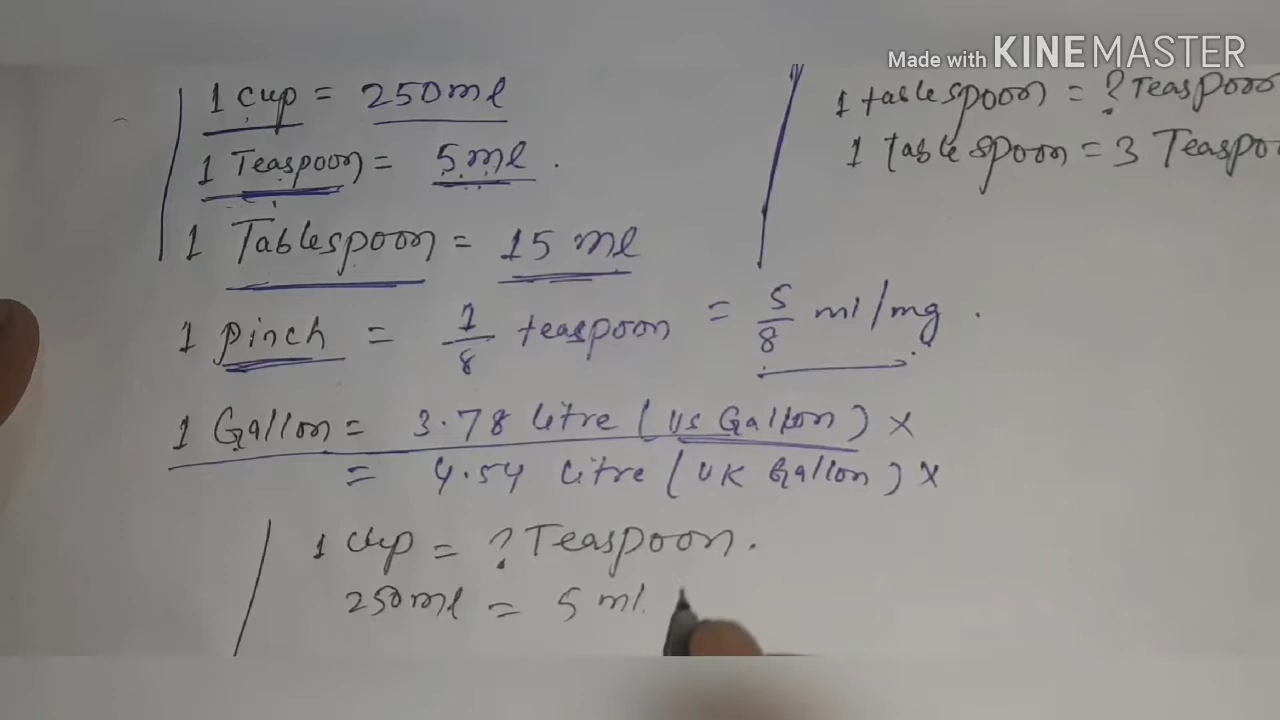 Made with KINEMASTER
1 cup = 250ml
1 Teaspoon = 5ml.
1 Tablespoon = 15 ml
1 pinch = 1/8 teaspoon = 5/8 ml/mg.
1 Gallon = 3.78 litre (US Gallon) x
= 4.54 litre (UK Gallon) x
1 cup = ? Teaspoon.
250ml = 5 ml.
1 tablespoon = ? Teaspoon
1 tablespoon = 3 Teaspo